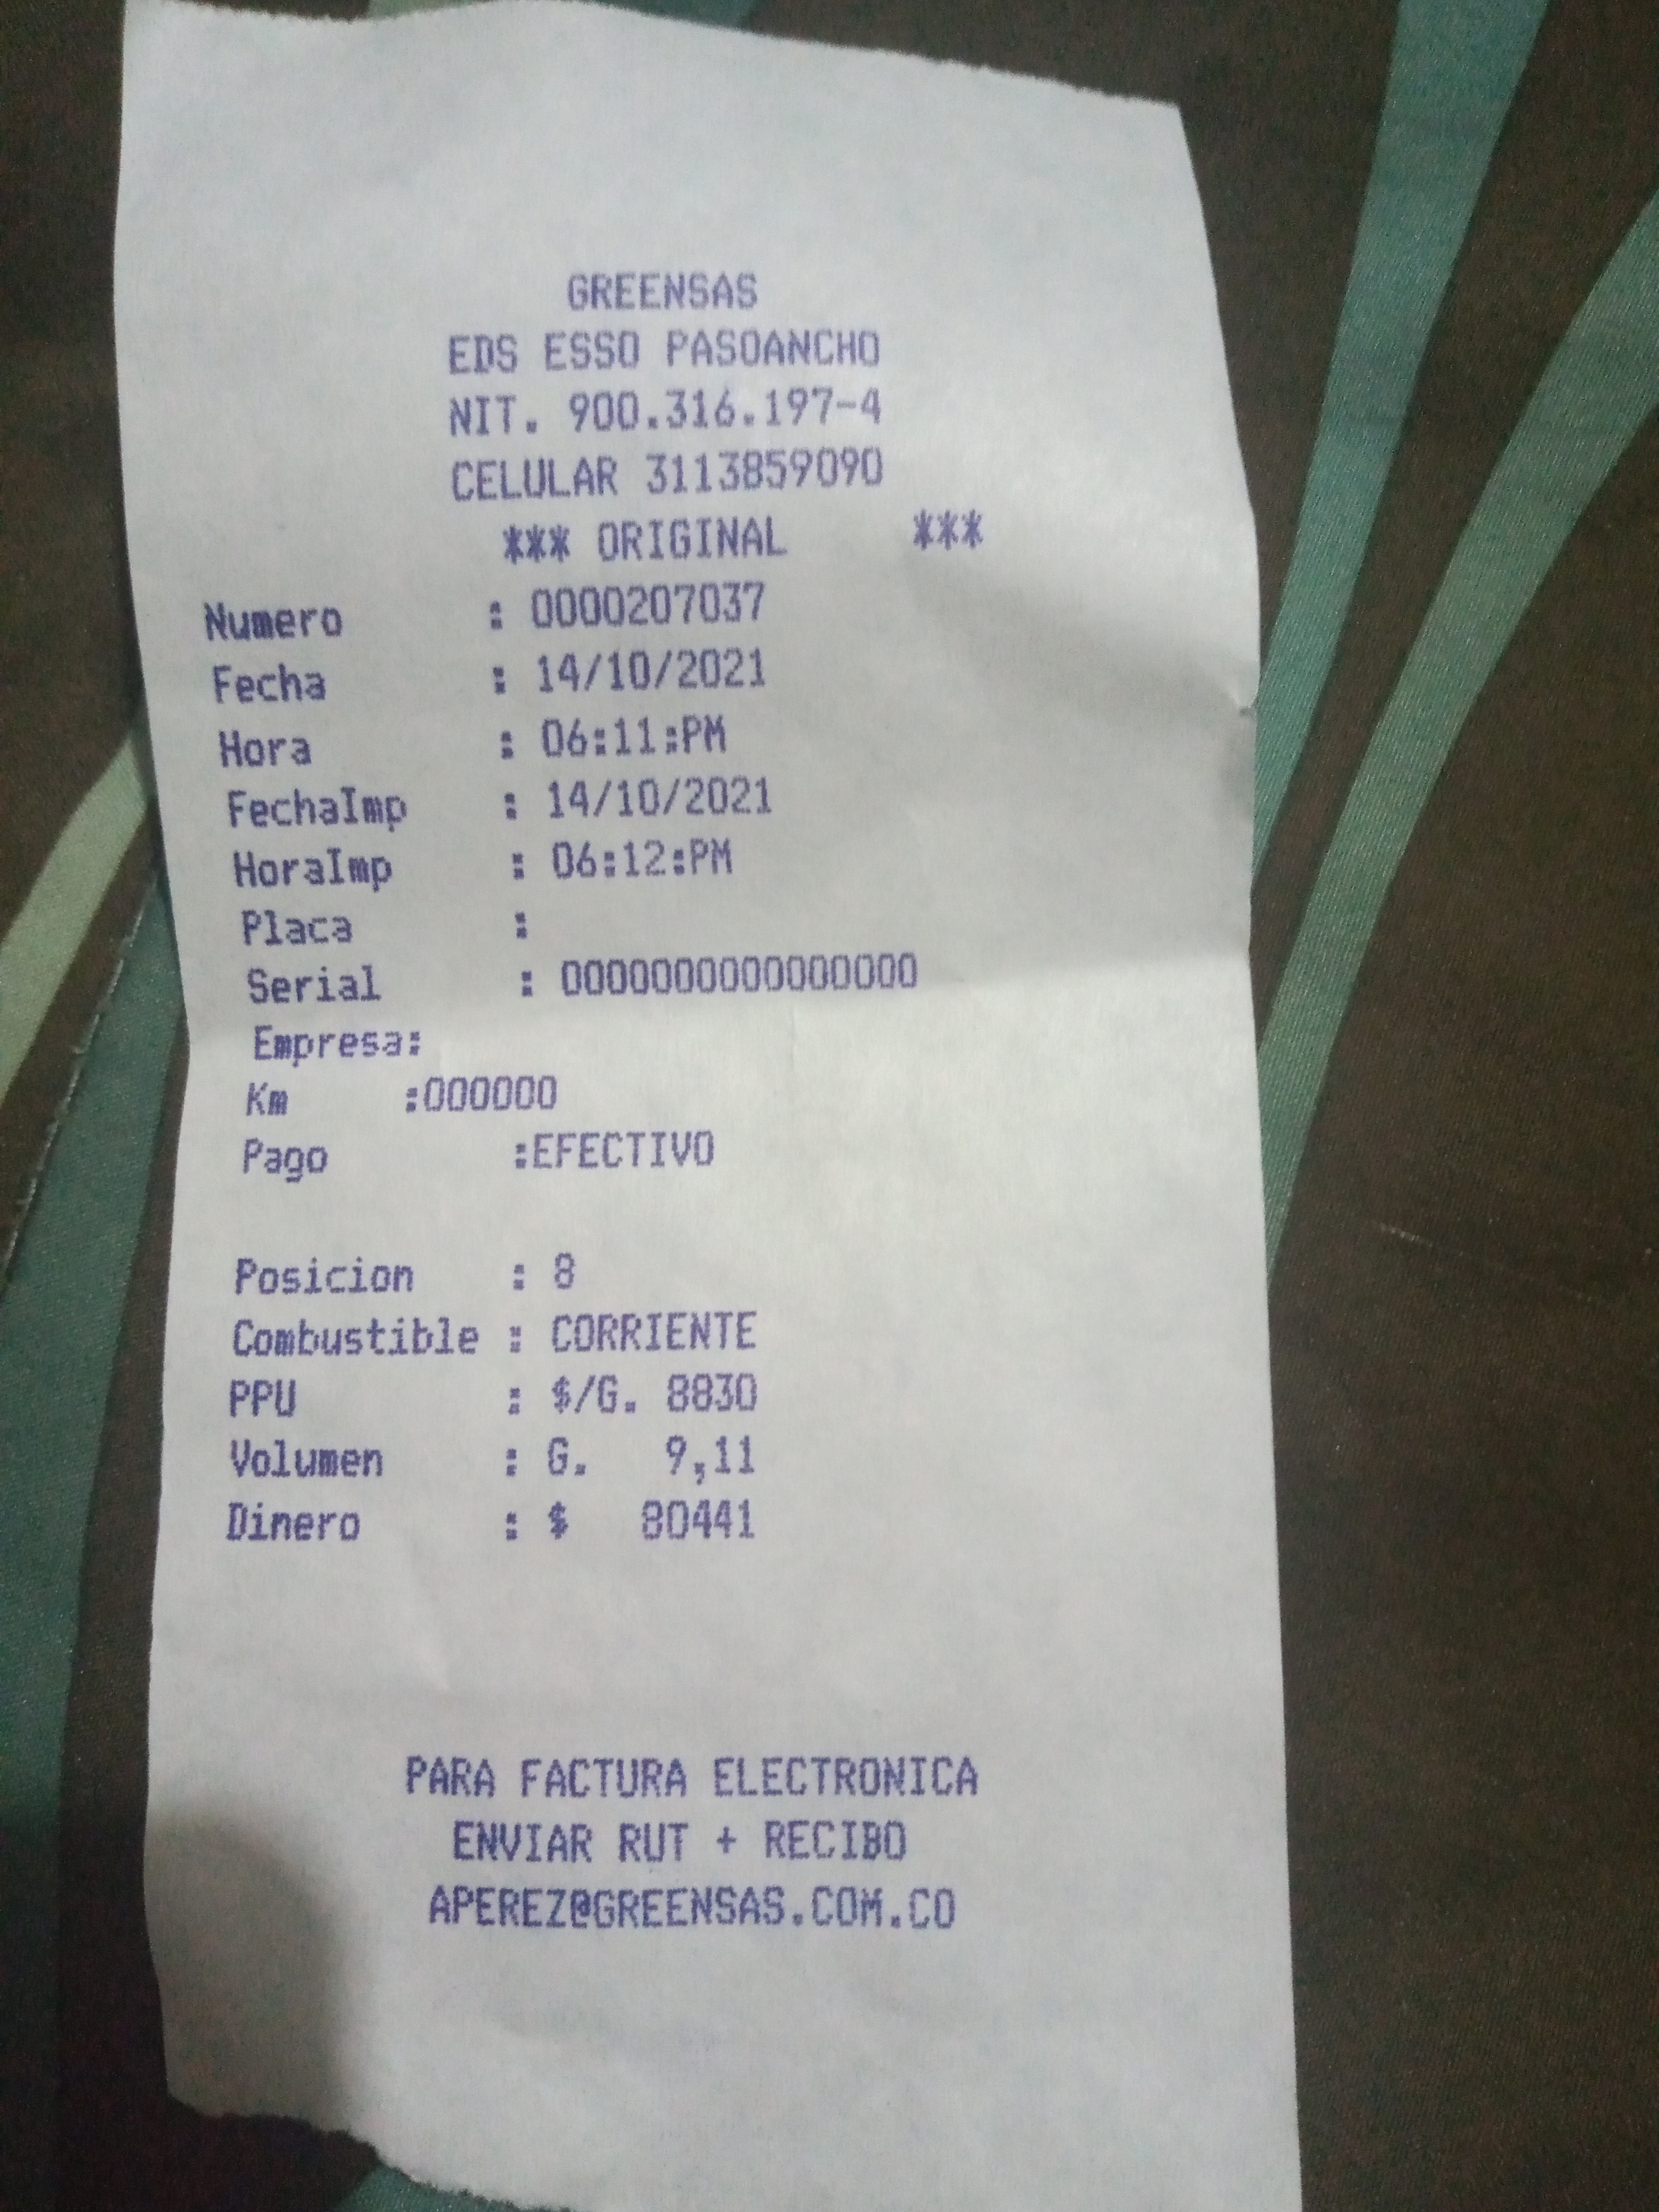 GREENSAS
EDS ESSO PASOANCHO
NIT. 900.316.197-4
CELULAR 3113859090
*** ORIGINAL ***
Numero : 0000207037
Fecha : 14/10/2021
Hora : 06:11:PM
FechaImp : 14/10/2021
HoraImp : 06:12:PM
Placa :
Serial : 0000000000000000
Empresa:
Km :000000
Pago :EFECTIVO
Posicion : 8
Combustible : CORRIENTE
PPU : $/G. 8830
Volumen : G. 9,11
Dinero : $ 80441
PARA FACTURA ELECTRONICA
ENVIAR RUT + RECIBO
APEREZ@GREENSAS.COM.CO